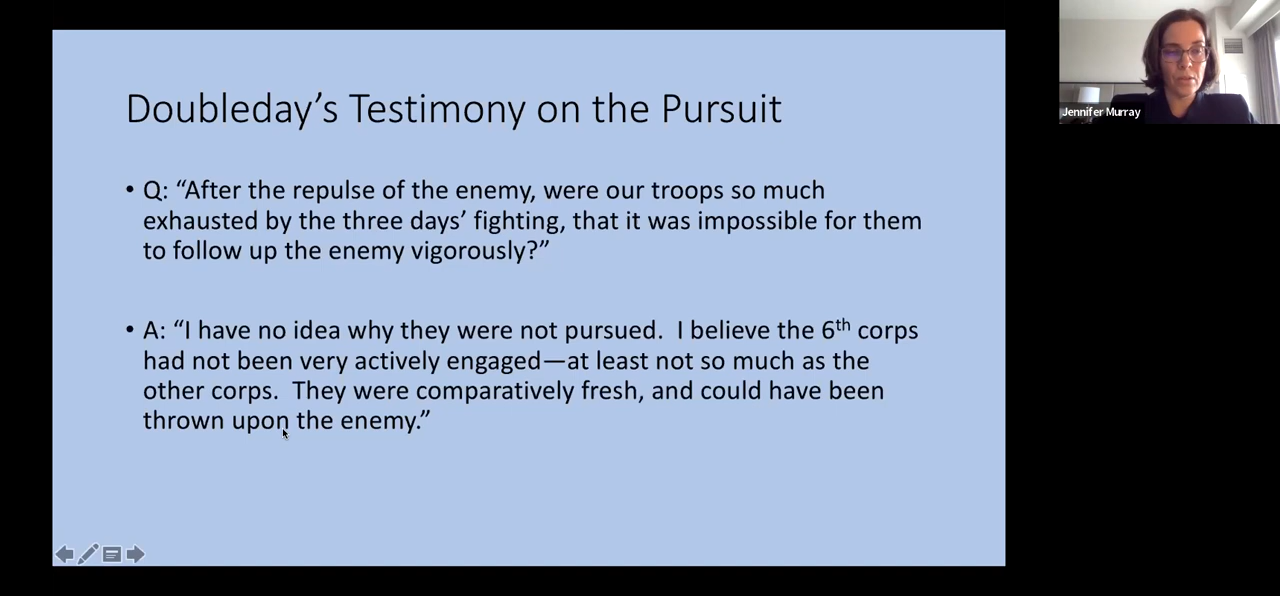 Doubleday’s Testimony on the Pursuit
• Q: “After the repulse of the enemy, were our troops so much
exhausted by the three days’ fighting, that it was impossible for them
to follow up the enemy vigorously?”
• A: “I have no idea why they were not pursued.  I believe the 6th corps
had not been very actively engaged—at least not so much as the
other corps.  They were comparatively fresh, and could have been
thrown upon the enemy.”
Jennifer Murray